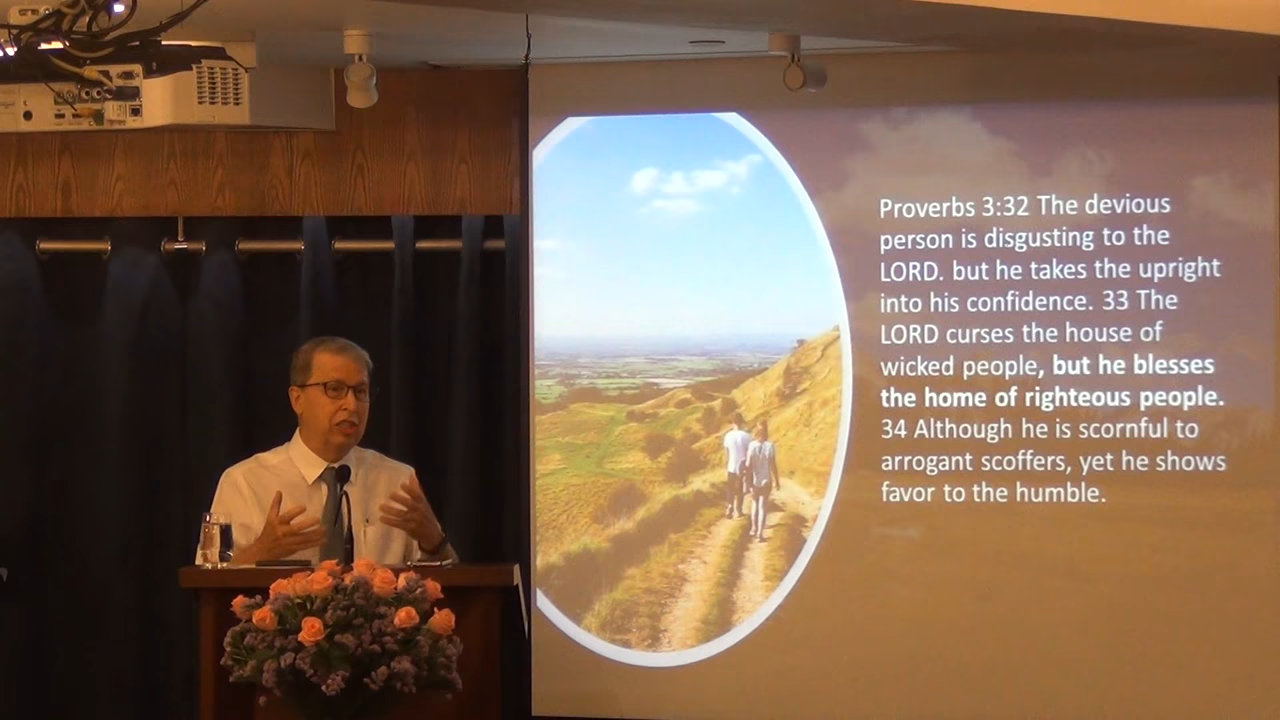 Proverbs 3:32 The devious
person is disgusting to the
LORD. but he takes the upright
into his confidence. 33 The
LORD curses the house of
wicked people, but he blesses
the home of righteous people.
34 Although he is scornful to
arrogant scoffers, yet he shows
favor to the humble.